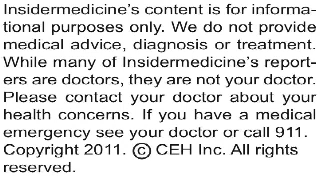 Insidermedicine's content is for informa-
tional purposes only. We do not provide
medical advice, diagnosis or treatment.
While many of Insidermedicine's report-
ers are doctors, they are not your doctor.
Please contact your doctor about your
health concerns. If you have a medical
emergency see your doctor or call 911.
Copyright 2011. © CEH Inc. All rights
reserved.